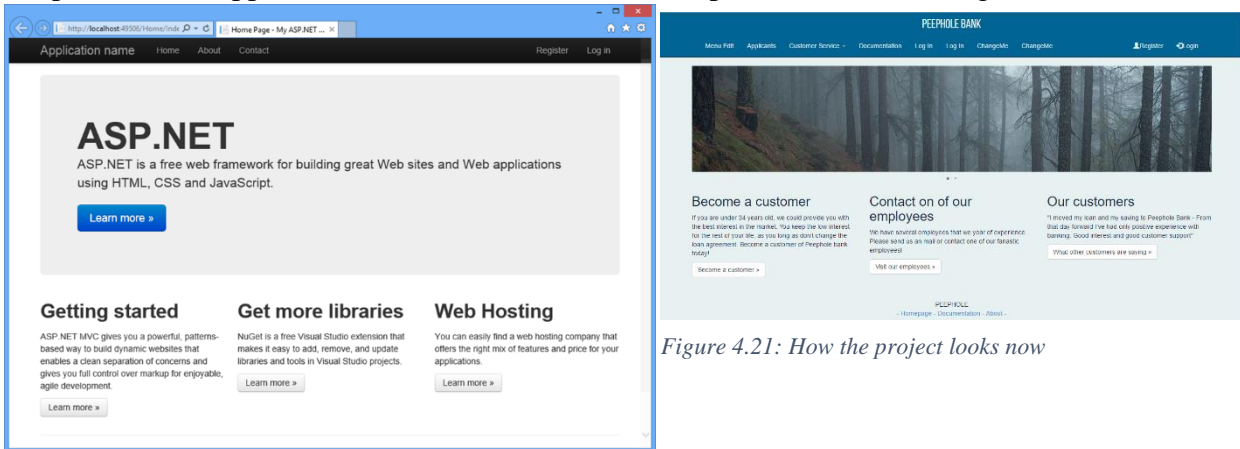 http://localhost:49506/Home/Inde
Home Page - My ASP.NET ...
Application name Home About Contact Register Log in
ASP.NET
ASP.NET is a free web framework for building great Web sites and Web applications
using HTML, CSS and JavaScript.
Learn more »
Getting started
ASP.NET MVC gives you a powerful, patterns-
based way to build dynamic websites that
enables a clean separation of concerns and
gives you full control over markup for enjoyable,
agile development.
Learn more »
Get more libraries
NuGet is a free Visual Studio extension that
makes it easy to add, remove, and update
libraries and tools in Visual Studio projects.
Learn more »
Web Hosting
You can easily find a web hosting company that
offers the right mix of features and price for your
applications.
Learn more »
PEEPHOLE BANK
Menu Edit Applicants Customer Service Documentation Log In Log In ChangeMe ChangeMe Register Login
Become a customer
If you are under 34 years old, we could provide you with
the best interest in the market. You keep the low interest
for the rest of your life, as you long as don't change the
loan agreement. Become a customer of Peephole bank
today!
Become a customer »
Contact on of our
employees
We have several employees that we year of experience.
Please send us an mail or contact one of our fanastic
employees!
Visit our employees »
Our customers
"I moved my loan and my saving to Peephole Bank - From
that day forward I've had only positive experience with
banking. Good interest and good customer support"
What other customers are saving »
PEEPHOLE
- Homepage - Documentation - About -
Figure 4.21: How the project looks now